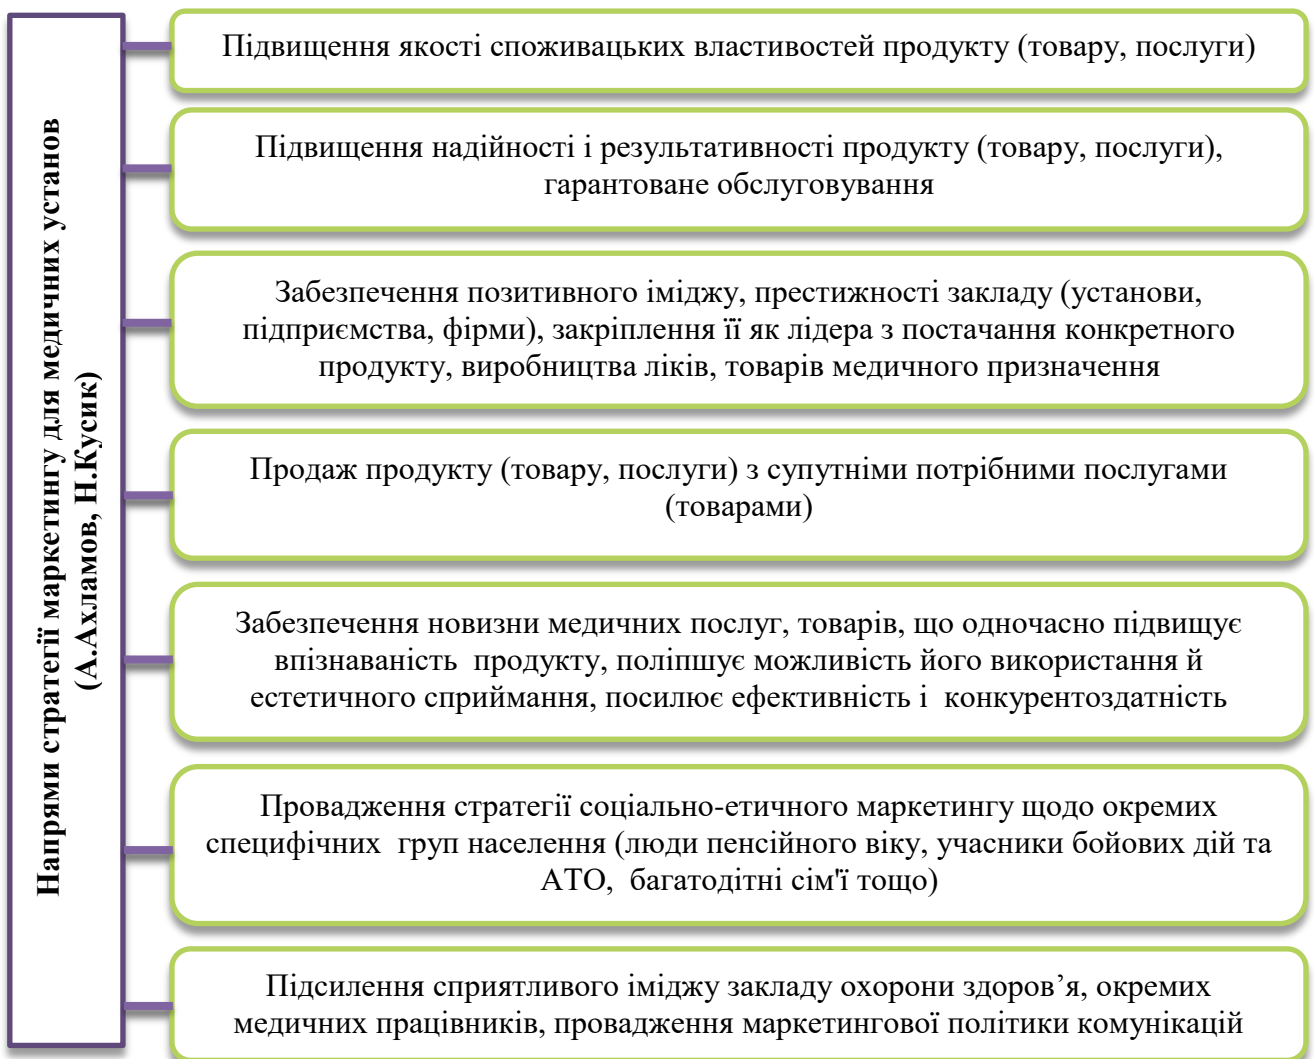 Напрями стратегії маркетингу для медичних установ
(А.Ахламов, Н.Кусик)
Підвищення якості споживацьких властивостей продукту (товару, послуги)
Підвищення надійності і результативності продукту (товару, послуги),
гарантоване обслуговування
Забезпечення позитивного іміджу, престижності закладу (установи,
підприємства, фірми), закріплення її як лідера з постачання конкретного
продукту, виробництва ліків, товарів медичного призначення
Продаж продукту (товару, послуги) з супутніми потрібними послугами
(товарами)
Забезпечення новизни медичних послуг, товарів, що одночасно підвищує
впізнаваність продукту, поліпшує можливість його використання й
естетичного сприймання, посилює ефективність і конкурентоздатність
Провадження стратегії соціально-етичного маркетингу щодо окремих
специфічних груп населення (люди пенсійного віку, учасники бойових дій та
АТО, багатодітні сім'ї тощо)
Підсилення сприятливого іміджу закладу охорони здоров’я, окремих
медичних працівників, провадження маркетингової політики комунікацій